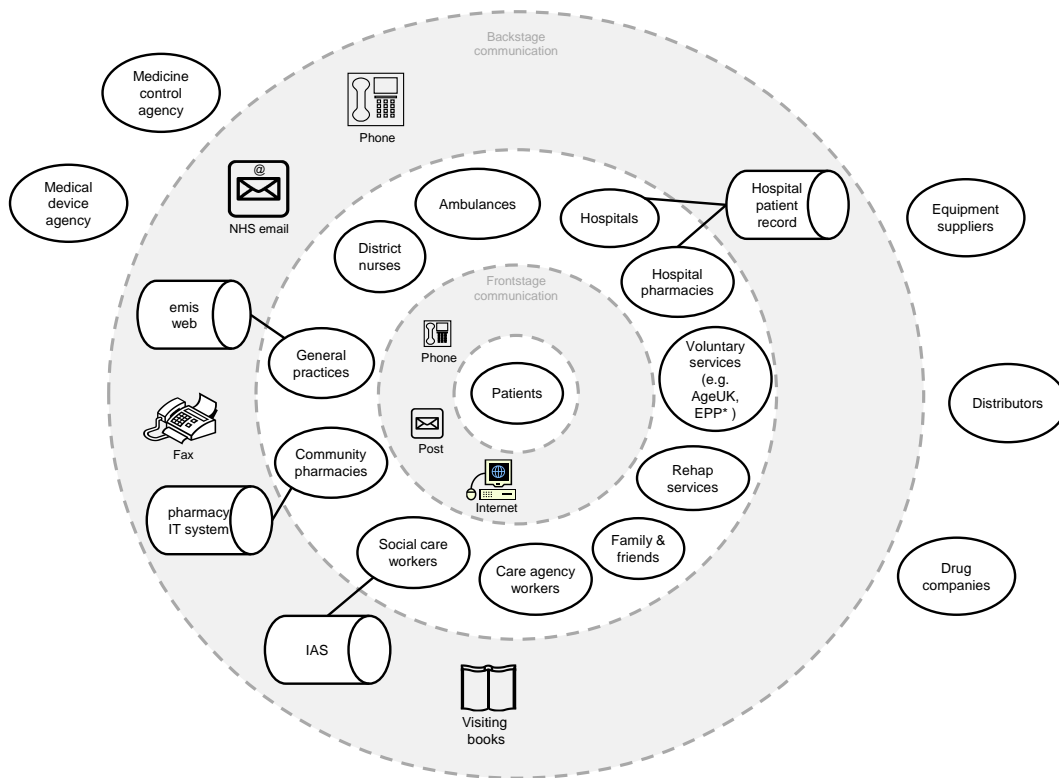 Backstage
communication
Medicine
control
agency
Phone
Medical
device
agency
@
NHS email
Ambulances
Hospitals
Hospital
patient
record
Equipment
suppliers
District
nurses
Hospital
pharmacies
Frontstage
communication
emis
web
Phone
General
practices
Voluntary
services
(e.g.
AgeUK,
EPP* )
Patients
Distributors
Fax
Post
Community
pharmacies
Rehap
services
Internet
pharmacy
IT system
Social care
workers
Family &
friends
Care agency
workers
Drug
companies
IAS
Visiting
books